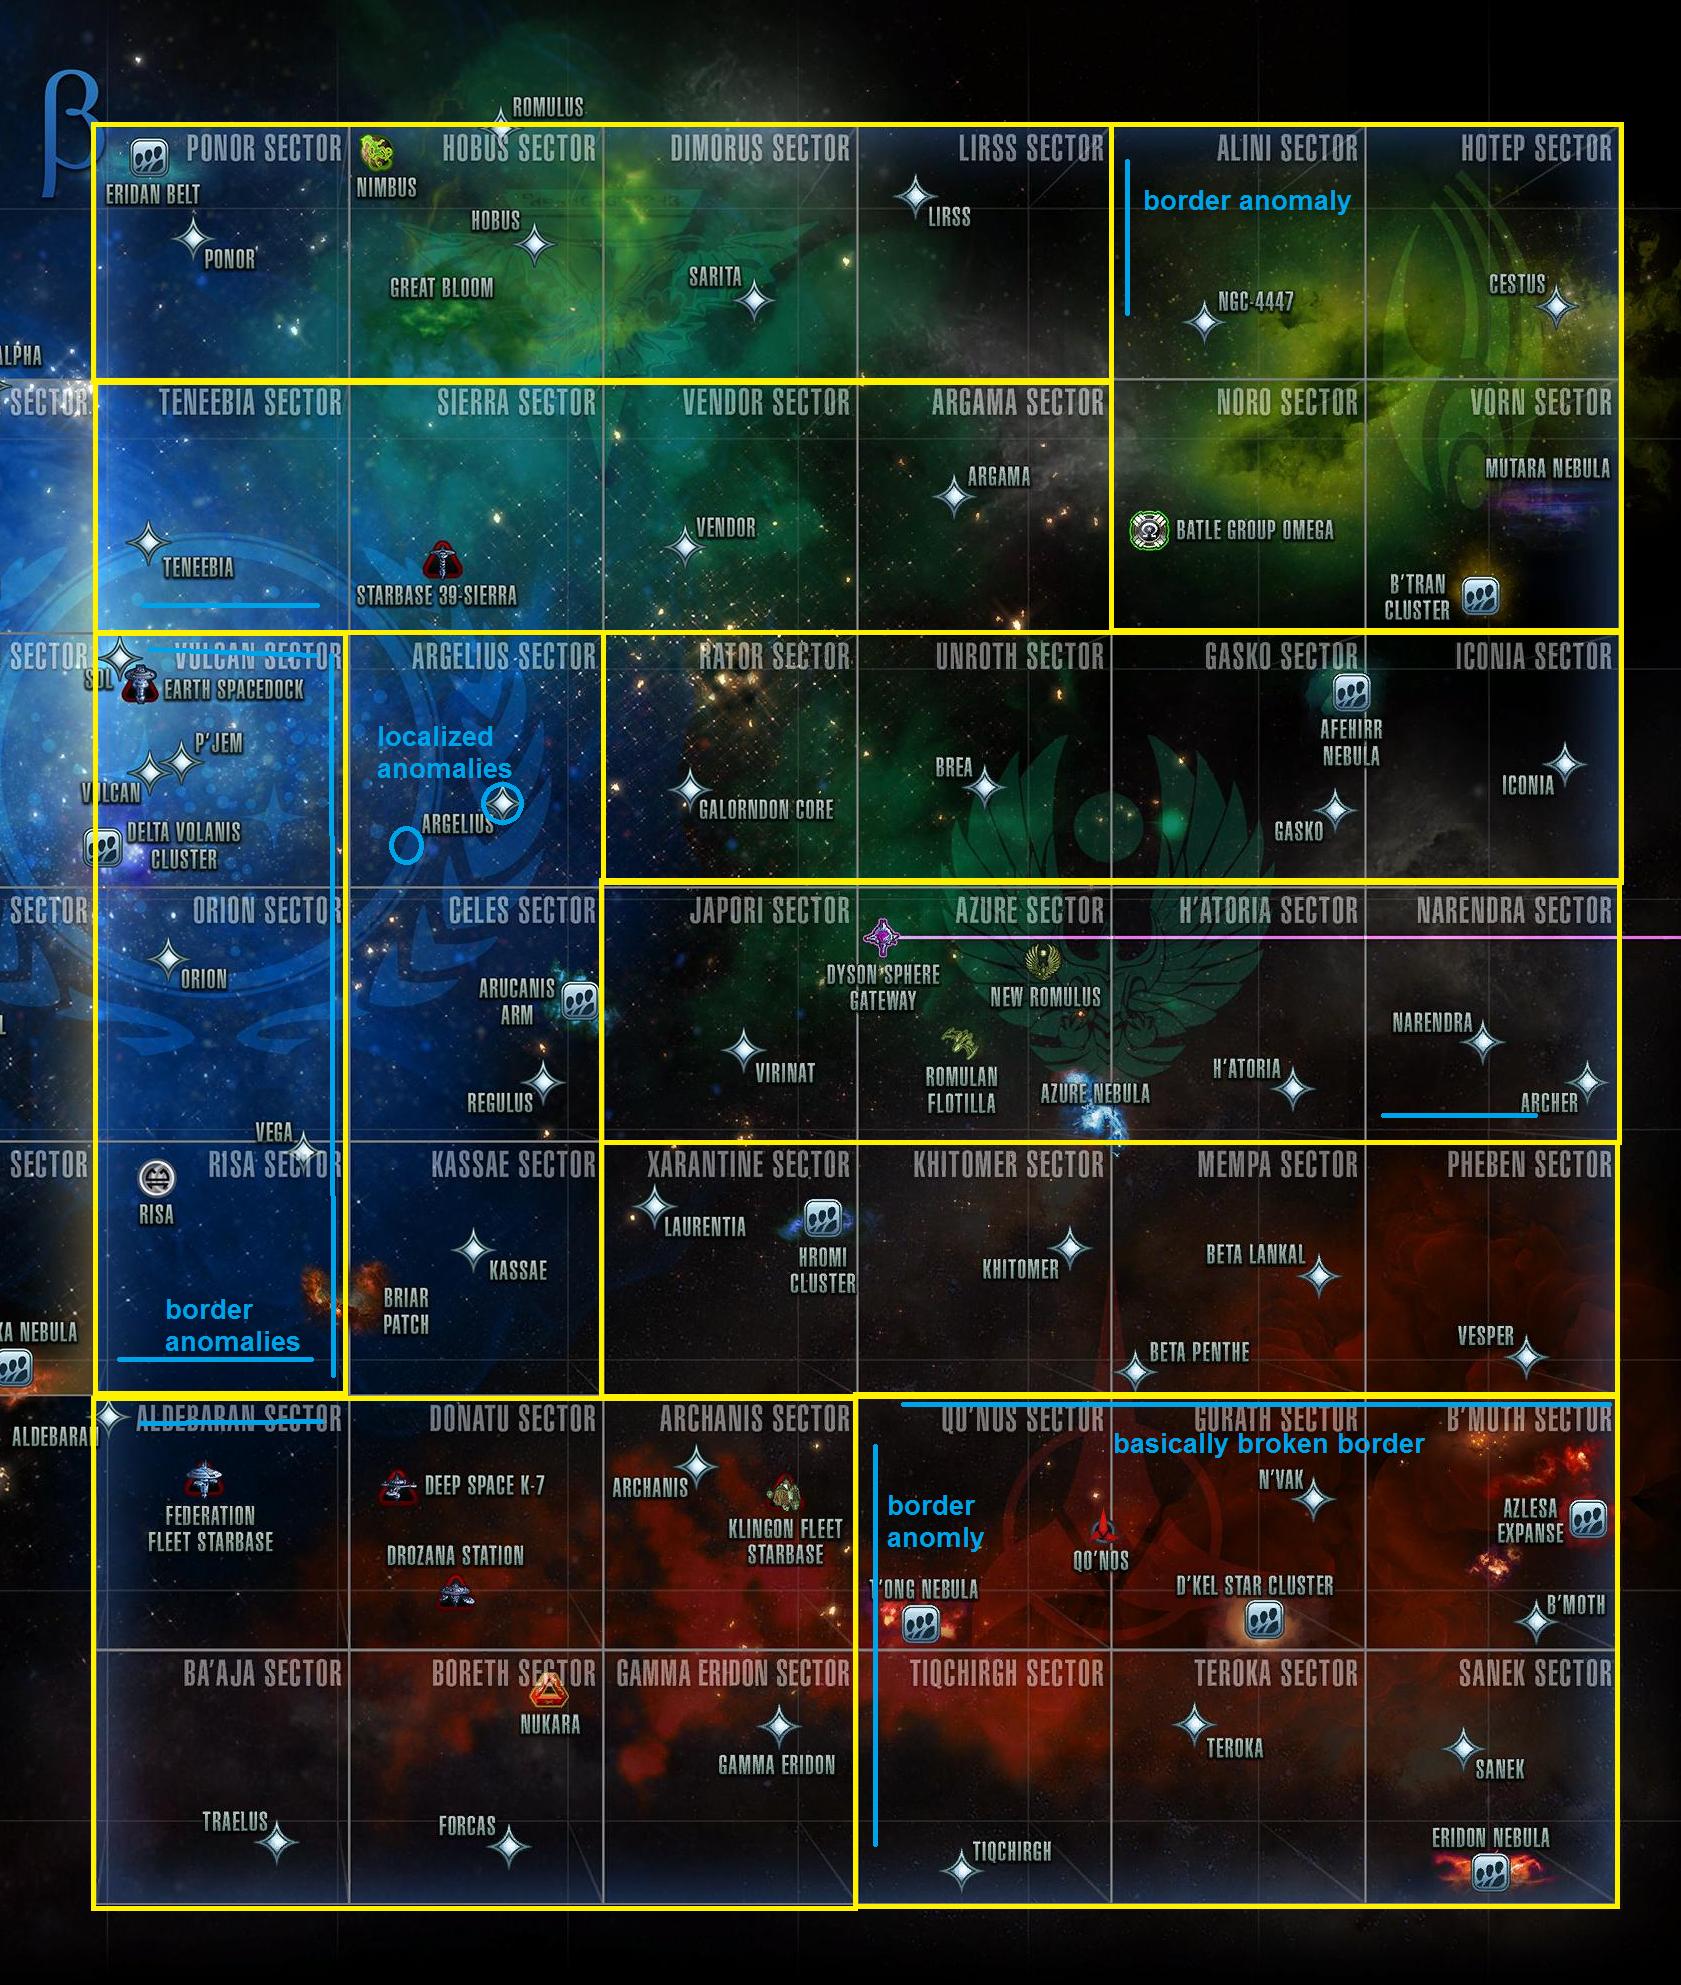 β
ROMULUS
PONOR SECTOR
HOBUS SECTOR
DIMORUS SECTOR
LIRSS SECTOR
ALINI SECTOR
HOTEP SECTOR
ERIDAN BELT
NIMBUS
PONOR
HOBUS
GREAT BLOOM
SARITA
LIRSS
border anomaly
NGC-4447
CESTUS
ALPHA
SECTOR
TENEEBIA SECTOR
SIERRA SECTOR
VENDOR SECTOR
ARGAMA SECTOR
NORO SECTOR
VORN SECTOR
TENEEBIA
STARBASE 39-SIERRA
VENDOR
ARGAMA
MUTARA NEBULA
BATLE GROUP OMEGA
B'TRAN
CLUSTER
SECTOR
VULCAN SECTOR
ARGELIUS SECTOR
RATOR SECTOR
UNROTH SECTOR
GASKO SECTOR
ICONIA SECTOR
SOL
EARTH SPACEDOCK
P'JEM
VULCAN
DELTA VOLANIS
CLUSTER
localized
anomalies
ARGELIUS
GALORNDON CORE
BREA
AFEHIRR
NEBULA
GASKO
ICONIA
SECTOR
ORION SECTOR
CELES SECTOR
JAPORI SECTOR
AZURE SECTOR
H'ATORIA SECTOR
NARENDRA SECTOR
ORION
ARUCANIS
ARM
REGULUS
VEGA
VIRINAT
DYSON SPHERE
GATEWAY
NEW ROMULUS
ROMULAN
FLOTILLA
AZURE NEBULA
H'ATORIA
NARENDRA
ARCHER
SECTOR
RISA SECTOR
KASSAE SECTOR
XARANTINE SECTOR
KHITOMER SECTOR
MEMPA SECTOR
PHEBEN SECTOR
RISA
KASSAE
BRIAR
PATCH
border
anomalies
KA NEBULA
LAURENTIA
HROMI
CLUSTER
KHITOMER
BETA LANKAL
BETA PENTHE
VESPER
ALDEBARAN SECTOR
DONATU SECTOR
ARCHANIS SECTOR
QO'NOS SECTOR
GORATH SECTOR
B'MOTH SECTOR
ALDEBARAN
FEDERATION
FLEET STARBASE
DEEP SPACE K-7
DROZANA STATION
ARCHANIS
KLINGON FLEET
STARBASE
basically broken border
border
anomly
T'ONG NEBULA
QO'NOS
N'VAK
D'KEL STAR CLUSTER
AZLESA
EXPANSE
B'MOTH
BA'AJA SECTOR
BORETH SECTOR
GAMMA ERIDON SECTOR
TIQCHIRGH SECTOR
TEROKA SECTOR
SANEK SECTOR
NUKARA
TRAELUS
FORCAS
GAMMA ERIDON
TIQCHIRGH
TEROKA
SANEK
ERIDON NEBULA